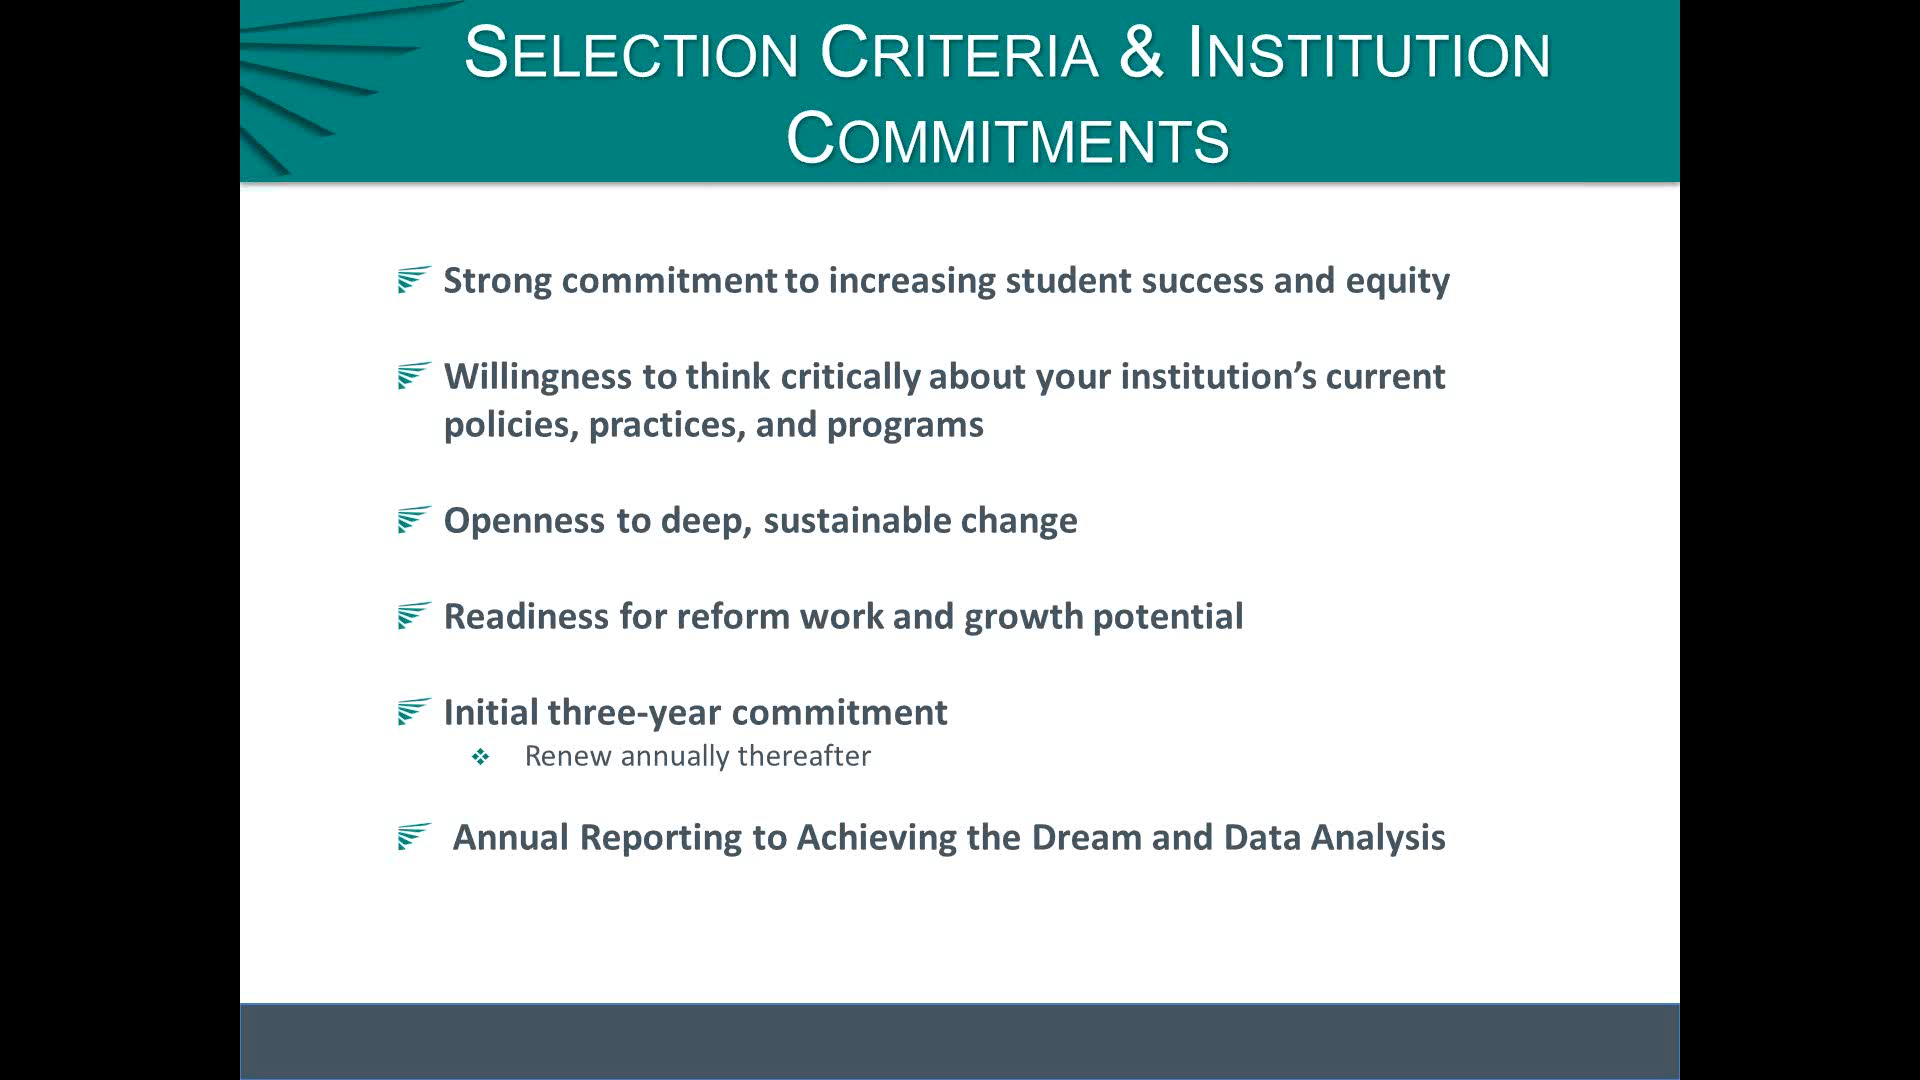 SELECTION CRITERIA & INSTITUTION
COMMITMENTS
Strong commitment to increasing student success and equity
Willingness to think critically about your institution’s current
policies, practices, and programs
Openness to deep, sustainable change
Readiness for reform work and growth potential
Initial three-year commitment
Renew annually thereafter
Annual Reporting to Achieving the Dream and Data Analysis